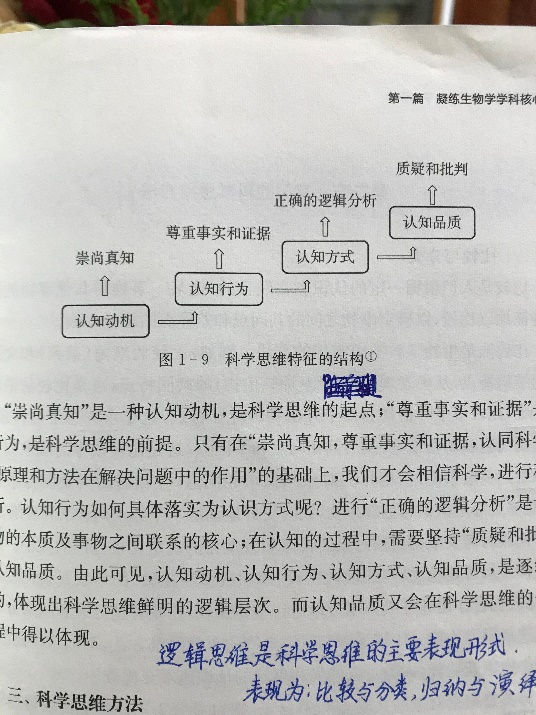 第一篇 凝练生物学学科核
质疑和批判
正确的逻辑分析
认知品质
尊重事实和证据
认知方式
崇尚真知
认知行为
认知动机
图1-9 科学思维特征的结构①
“崇尚真知”是一种认知动机,是科学思维的起点;“尊重事实和证据”
行为,是科学思维的前提。只有在“崇尚真知,尊重事实和证据,认同科
原理和方法在解决问题中的作用”的基础上,我们才会相信科学,进行
。认知行为如何具体落实为认识方式呢?进行“正确的逻辑分析”是
的本质及事物之间联系的核心;在认知的过程中,需要坚持“质疑和批
认知品质。由此可见,认知动机、认知行为、认知方式、认知品质,是逐
的,体现出科学思维鲜明的逻辑层次。而认知品质又会在科学思维的
程中得以体现。
逻辑思维是科学思维的主要表现形式.
三、科学思维方法
表现为:比较与分类,归纳与演绎